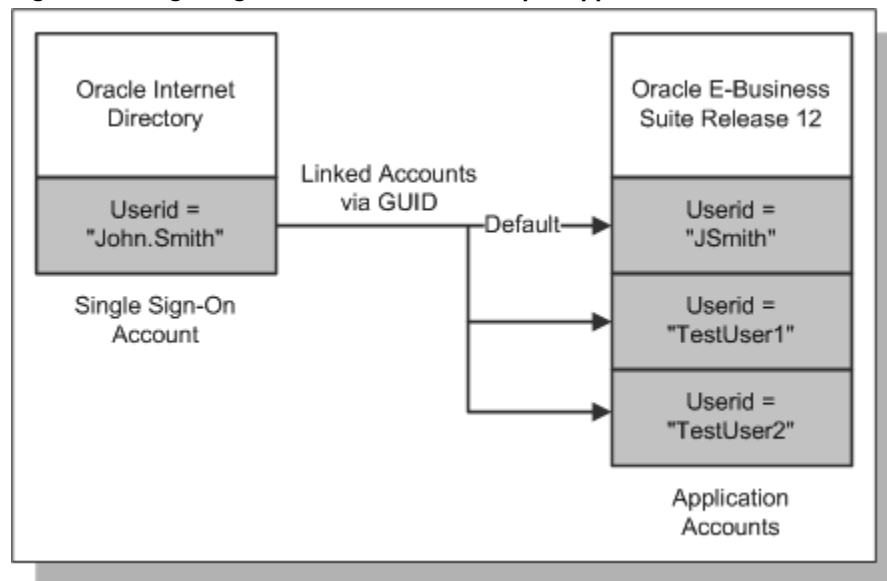 Oracle Internet
Directory
Userid =
"John.Smith"
Single Sign-On
Account
Linked Accounts
via GUID
Default
Oracle E-Business
Suite Release 12
Userid =
"JSmith"
Userid =
"TestUser1"
Userid =
"TestUser2"
Application
Accounts